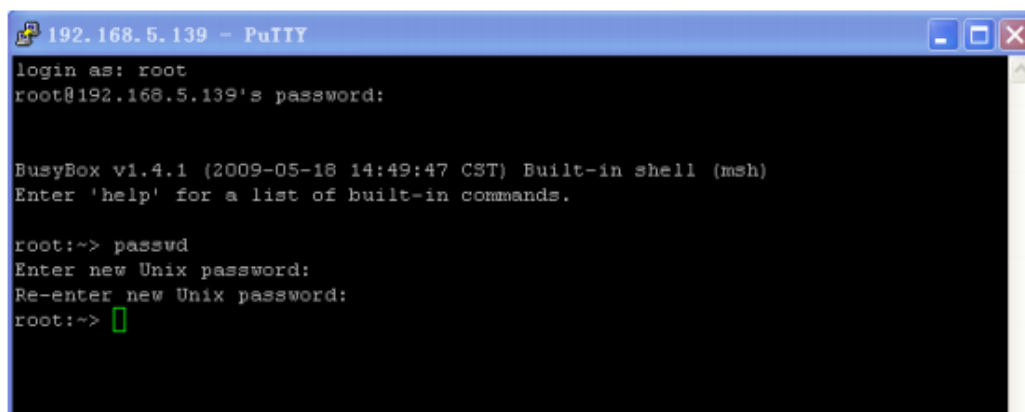 192.168.5.139 - PuTTY
login as: root
root@192.168.5.139's password:
BusyBox v1.4.1 (2009-05-18 14:49:47 CST) Built-in shell (msh)
Enter 'help' for a list of built-in commands.
root:~> passwd
Enter new Unix password:
Re-enter new Unix password:
root:~>